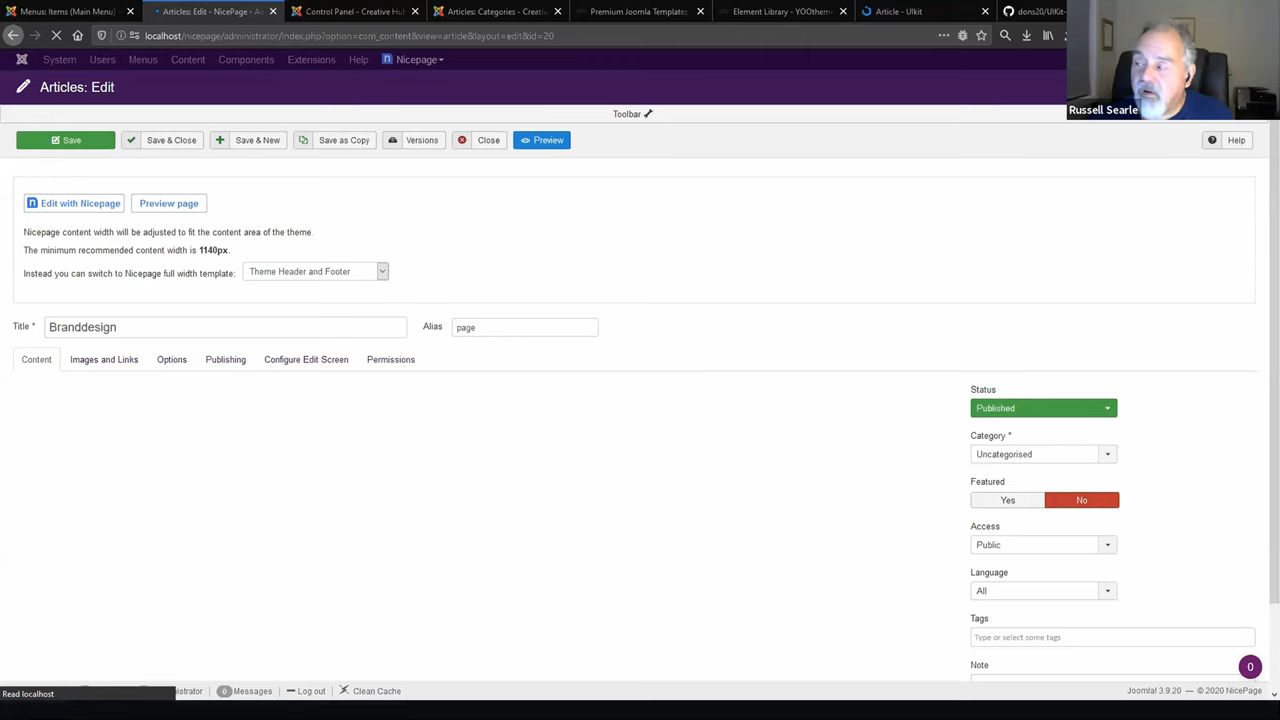 Menus: Items (Main Menu) Articles: Edit - NicePage Control Panel - Creative Hub Articles: Categories Premium Joomla Templates Element Library - YOOthem Article - UIkit dons20/UIKit-
localhost/nicepage/administrator/index.php?option=com_content&view=article&layout=edit&id=20
System Users Menus Content Components Extensions Help n Nicepage
Articles: Edit
Russell Searle
Toolbar
Save Save & Close Save & New Save as Copy Versions Close Preview Help
n Edit with Nicepage Preview page
Nicepage content width will be adjusted to fit the content area of the theme.
The minimum recommended content width is 1140px.
Instead you can switch to Nicepage full width template: Theme Header and Footer
Title * Branddesign Alias page
Content Images and Links Options Publishing Configure Edit Screen Permissions
Status
Published
Category *
Uncategorised
Featured
Yes No
Access
Public
Language
All
Tags
Type or select some tags
Note
0
Read localhost 0 Messages Log out Clean Cache Joomla! 3.9.20 — © 2020 NicePage